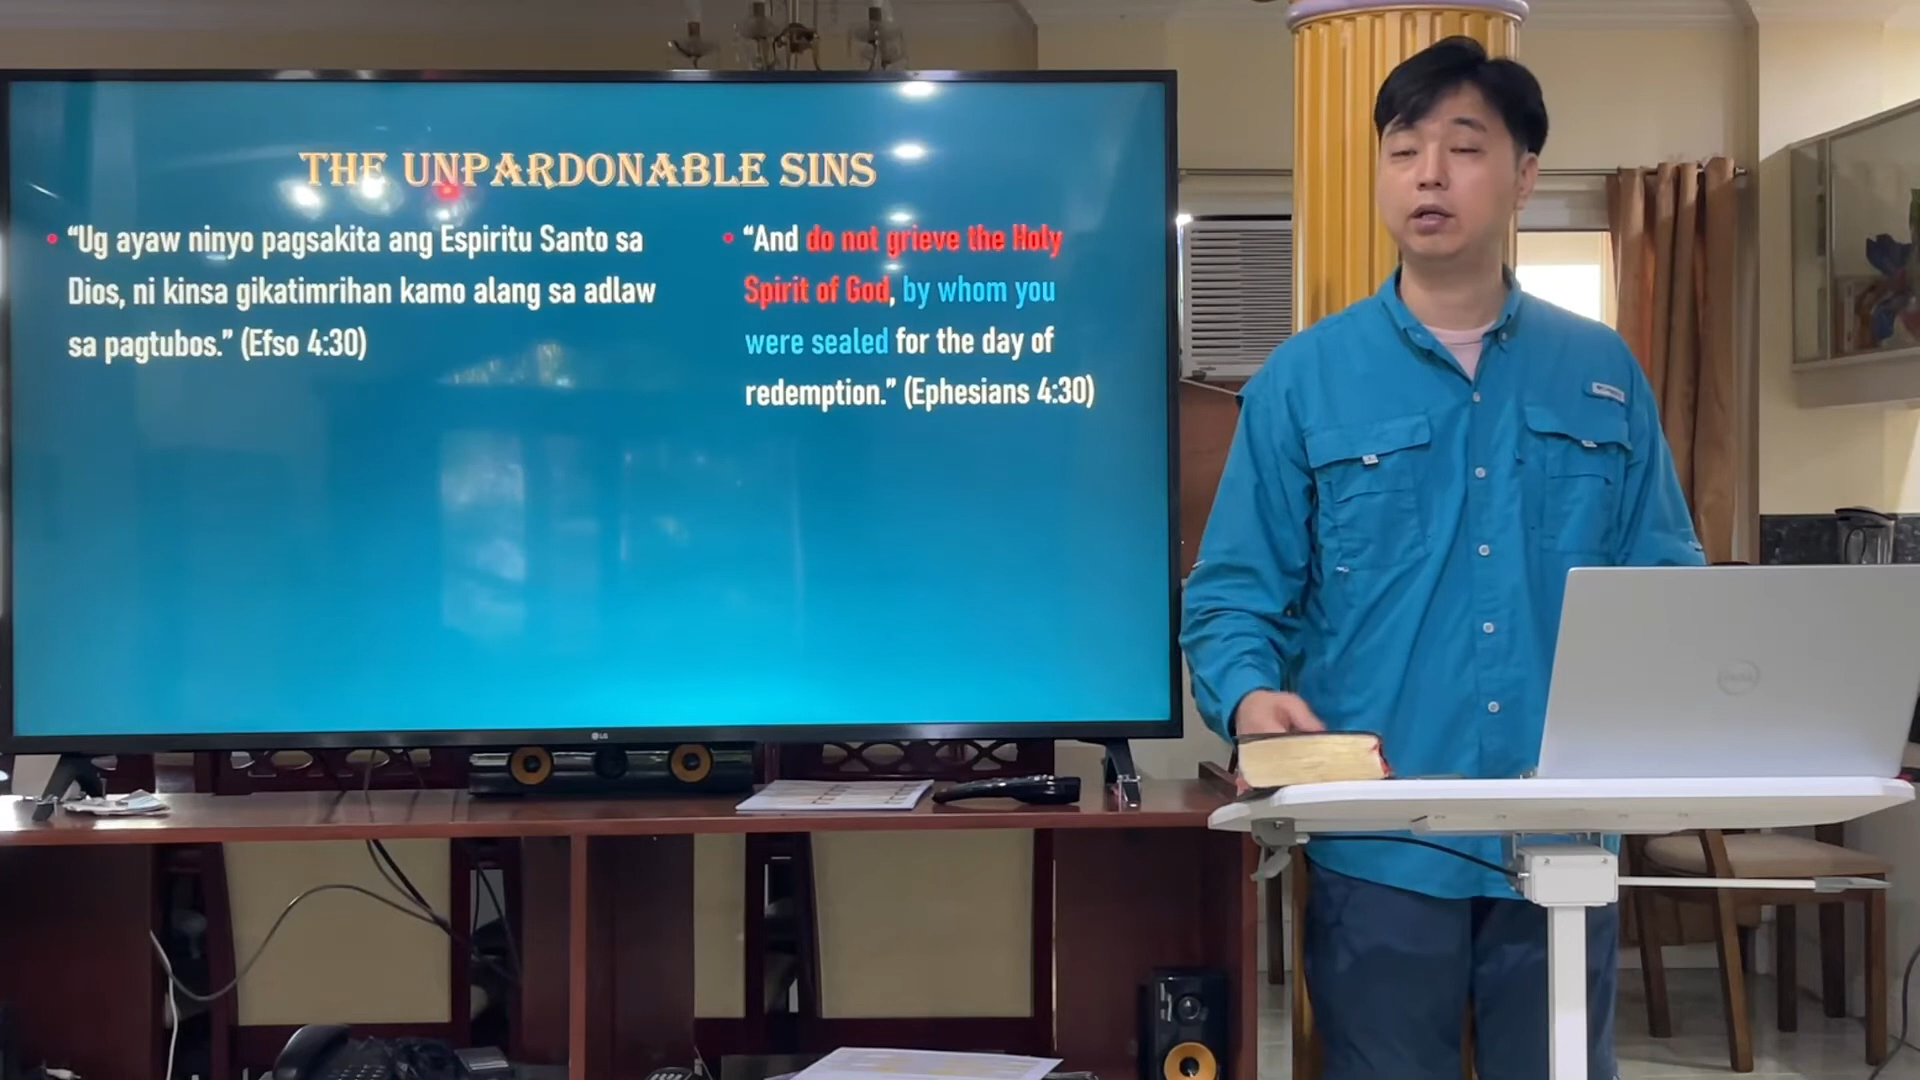 THE UNPARDONABLE SINS
“Ug ayaw ninyo pagsakita ang Espiritu Santo sa
Dios, ni kinsa gikatimrihan kamo alang sa adlaw
sa pagtubos.” (Efso 4:30)
“And do not grieve the Holy
Spirit of God, by whom you
were sealed for the day of
redemption.” (Ephesians 4:30)
LG
DELL